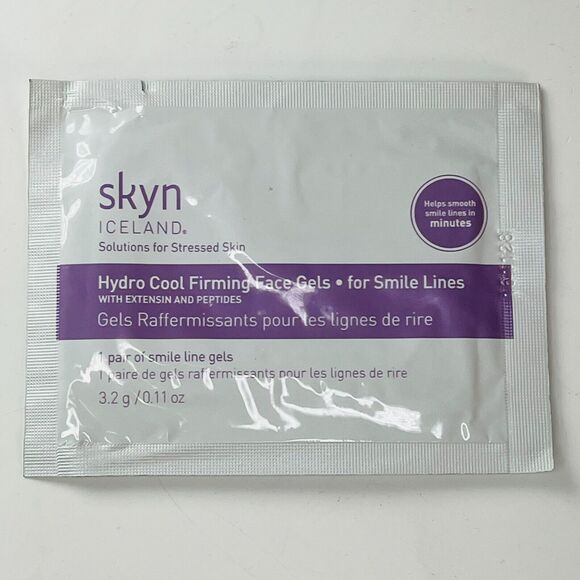 skyn
ICELAND®
Solutions for Stressed Skin
Helps smooth
smile lines in
minutes
Hydro Cool Firming Face Gels • for Smile Lines
WITH EXTENSIN AND PEPTIDES
Gels Raffermissants pour les lignes de rire
1 pair of smile line gels
1 paire de gels raffermissants pour les lignes de rire
3.2 g / 0.11 oz